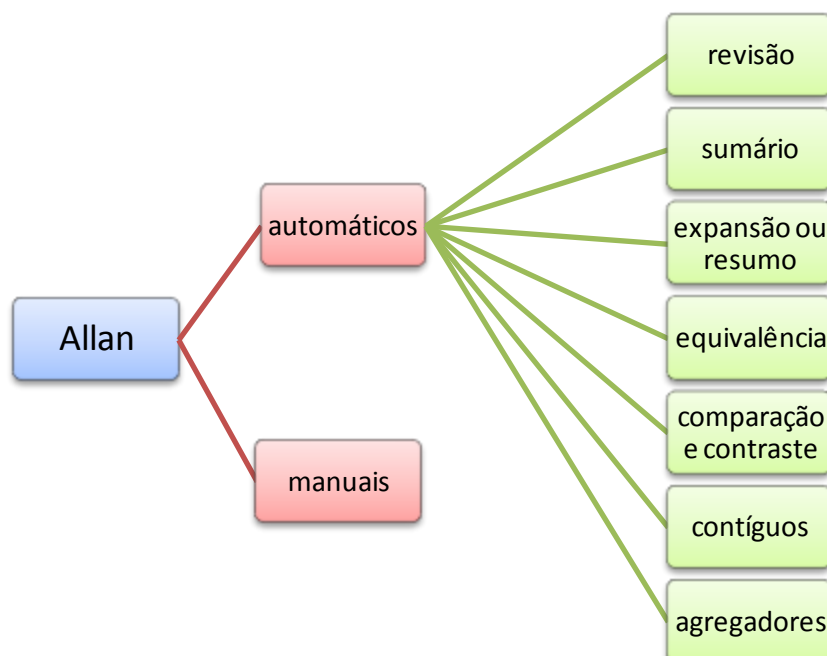 Allan
automáticos
manuais
revisão
sumário
expansão ou
resumo
equivalência
comparação
e contraste
contíguos
agregadores